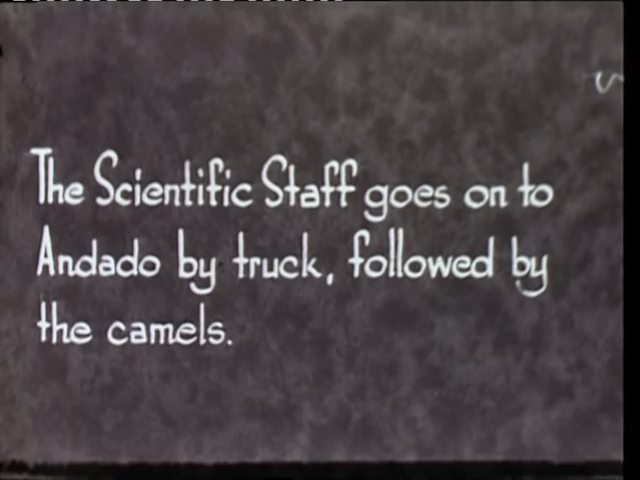 The Scientific Staff goes on to
Andado by truck, followed by
the camels.